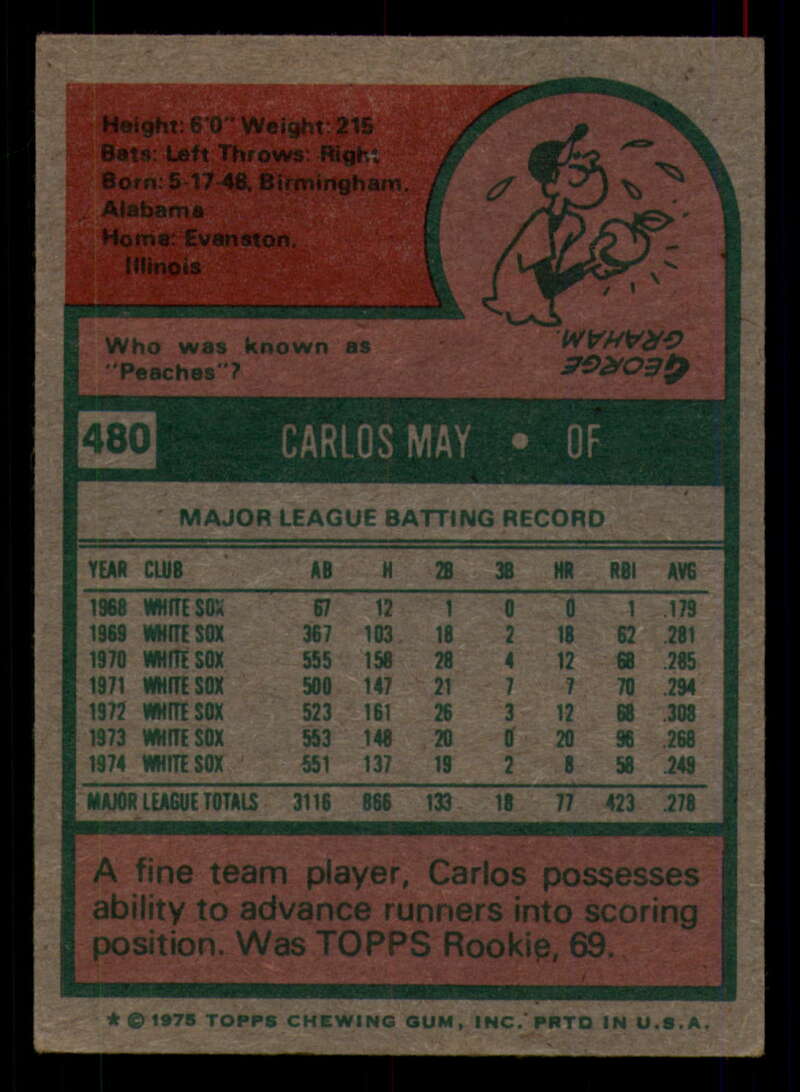 Height: 6'0" Weight: 215
Bats: Left Throws: Right
Born: 5-17-48, Birmingham,
Alabama
Home: Evanston,
Illinois
Who was known as
"Peaches"?
GEORGE
GRAHAM.
480 CARLOS MAY • OF
MAJOR LEAGUE BATTING RECORD
YEAR CLUB AB H 2B 3B HR RBI AVG
1968 WHITE SOX 67 12 1 0 0 1 .179
1969 WHITE SOX 367 103 18 2 18 62 .281
1970 WHITE SOX 555 158 28 4 12 68 .285
1971 WHITE SOX 500 147 21 7 7 70 .294
1972 WHITE SOX 523 161 26 3 12 68 .308
1973 WHITE SOX 553 148 20 0 20 96 .268
1974 WHITE SOX 551 137 19 2 8 58 .249
MAJOR LEAGUE TOTALS 3116 866 133 18 77 423 .278
A fine team player, Carlos possesses
ability to advance runners into scoring
position. Was TOPPS Rookie, 69.
* © 1975 TOPPS CHEWING GUM, INC. PRTD IN U.S.A.